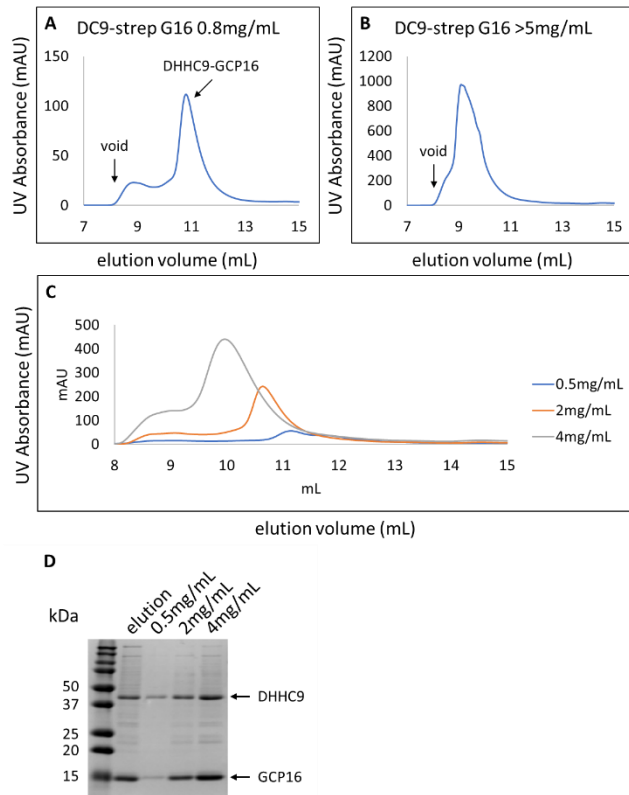 A DC9-strep G16 0.8mg/mL
UV Absorbance (mAU)
150
100
50
0
void
DHHC9-GCP16
7 9 11 13 15
elution volume (mL)
B DC9-strep G16 >5mg/mL
UV Absorbance (mAU)
1200
1000
800
600
400
200
0
void
7 9 11 13 15
elution volume (mL)
C
UV Absorbance (mAU)
mAU
500
400
300
200
100
0
8 9 10 11 12 13 14 15
mL
0.5mg/mL
2mg/mL
4mg/mL
elution volume (mL)
D
kDa
elution
0.5mg/mL
2mg/mL
4mg/mL
50
37
25
20
15
DHHC9
GCP16